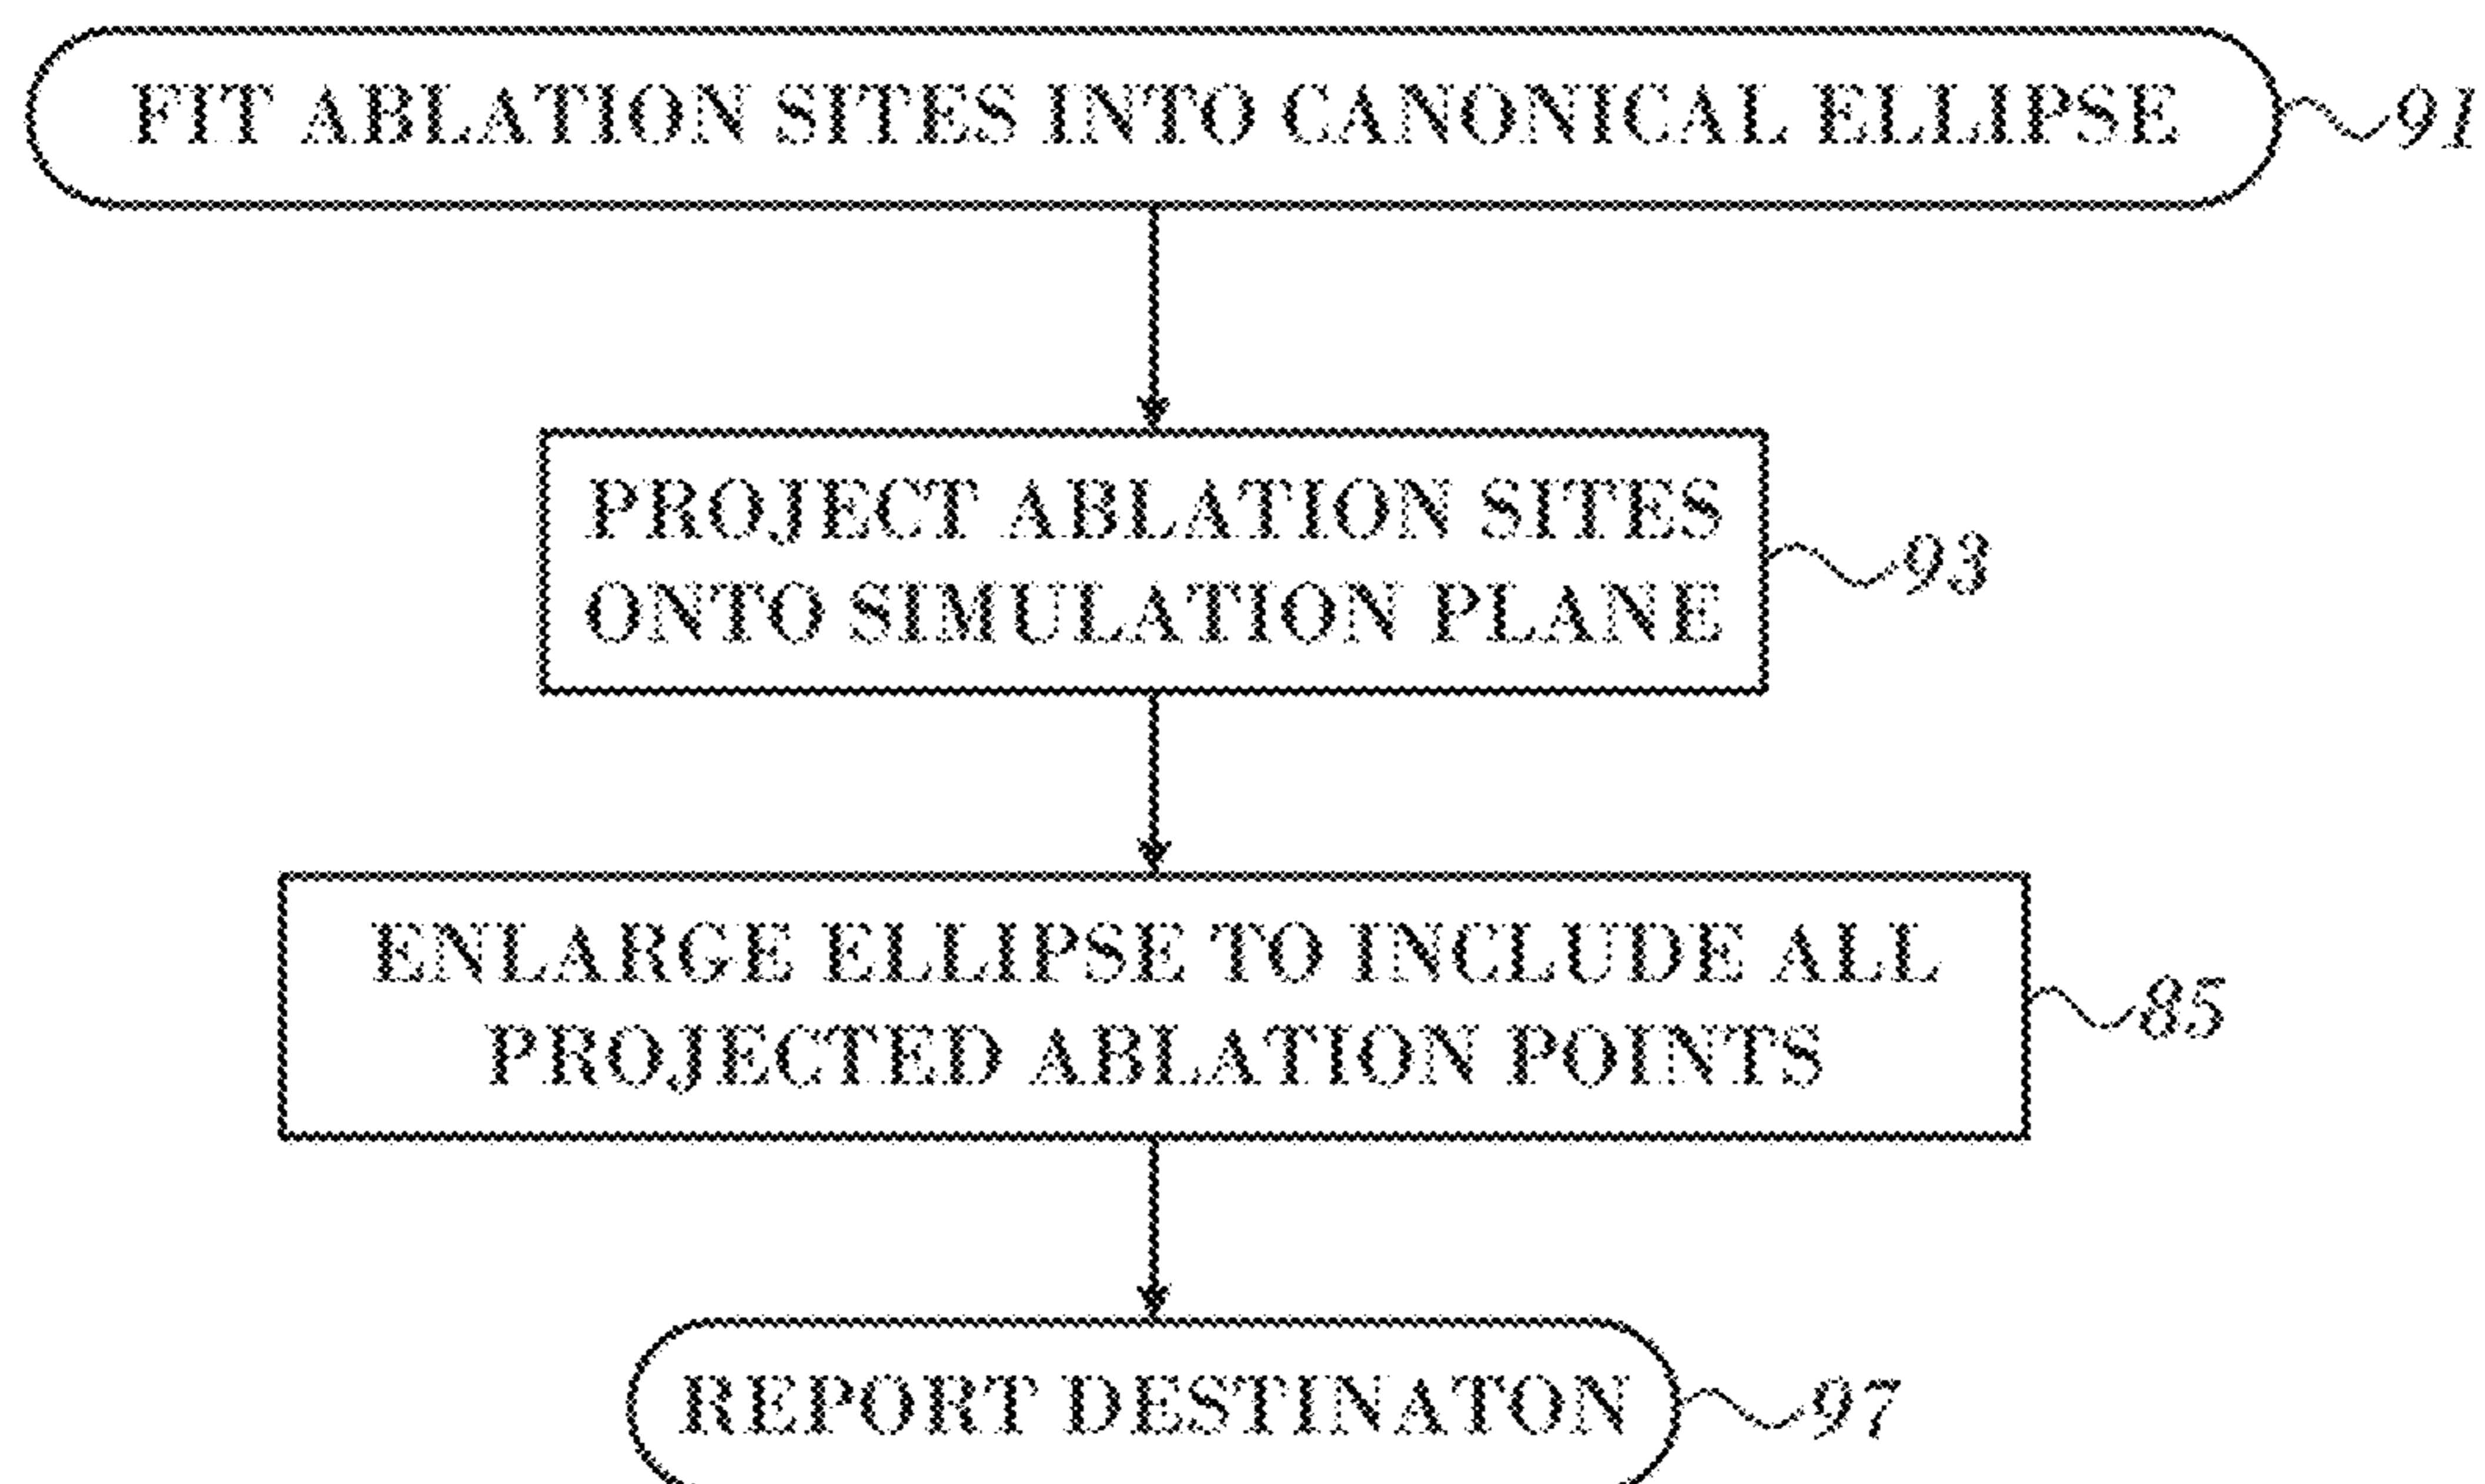 FIT ABLATION SITES INTO CANONICAL ELLIPSE
91
PROJECT ABLATION SITES
ONTO SIMULATION PLANE
93
ENLARGE ELLIPSE TO INCLUDE ALL
PROJECTED ABLATION POINTS
85
REPORT DESTINATON
97